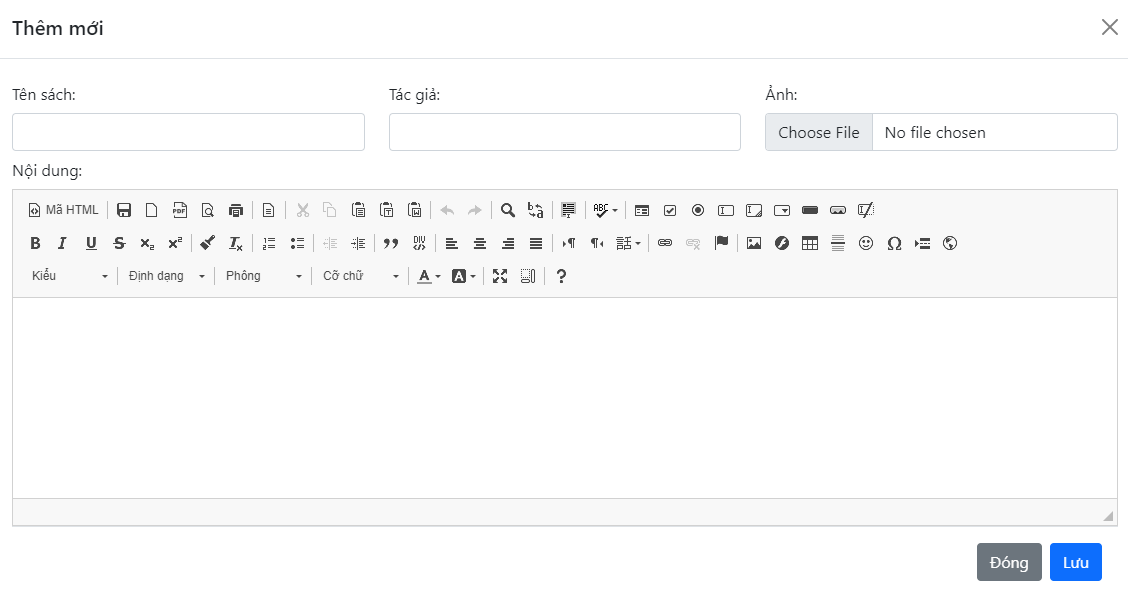 Thêm mới
Tên sách: Tác giả: Ảnh:
Choose File No file chosen
Nội dung:
Mã HTML
Kiểu Định dạng Phông Cỡ chữ
Đóng Lưu